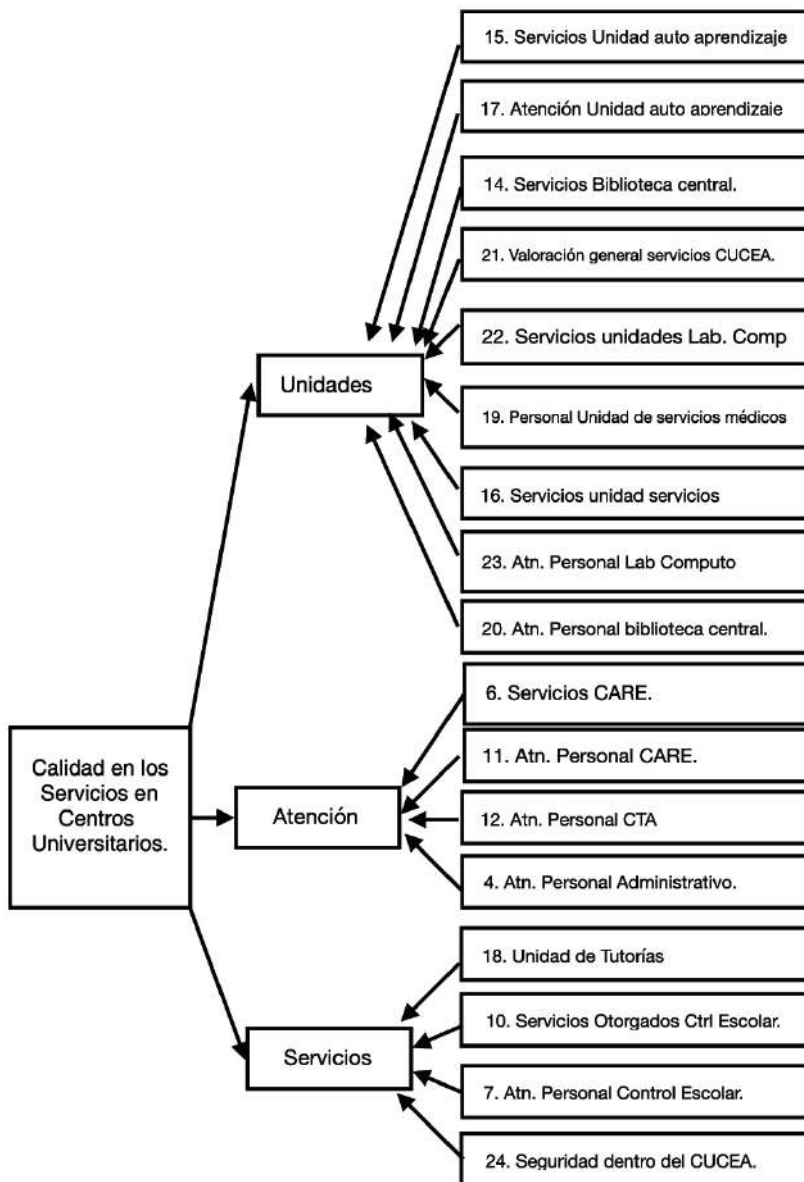 15. Servicios Unidad auto aprendizaje
17. Atención Unidad auto aprendizaje
14. Servicios Biblioteca central.
21. Valoración general servicios CUCEA.
22. Servicios unidades Lab. Comp
Unidades
19. Personal Unidad de servicios médicos
16. Servicios unidad servicios
23. Atn. Personal Lab Computo
20. Atn. Personal biblioteca central.
6. Servicios CARE.
11. Atn. Personal CARE.
Calidad en los
Servicios en
Centros
Universitarios.
Atención
12. Atn. Personal CTA
4. Atn. Personal Administrativo.
18. Unidad de Tutorías
10. Servicios Otorgados Ctrl Escolar.
Servicios
7. Atn. Personal Control Escolar.
24. Seguridad dentro del CUCEA.